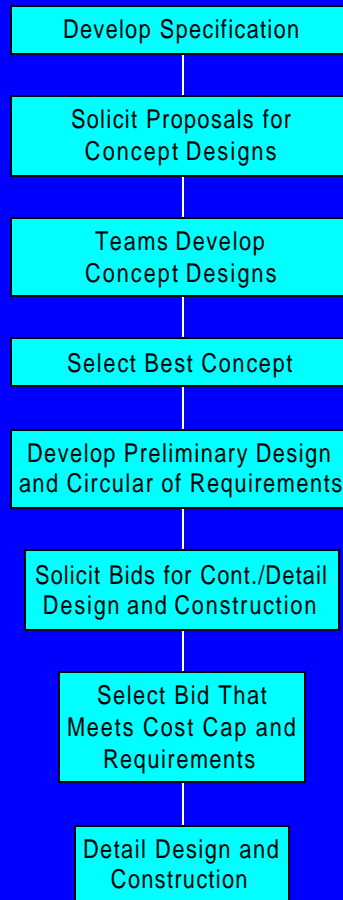 Develop Specification
Solicit Proposals for
Concept Designs
Teams Develop
Concept Designs
Select Best Concept
Develop Preliminary Design
and Circular of Requirements
Solicit Bids for Cont./Detail
Design and Construction
Select Bid That
Meets Cost Cap and
Requirements
Detail Design and
Construction